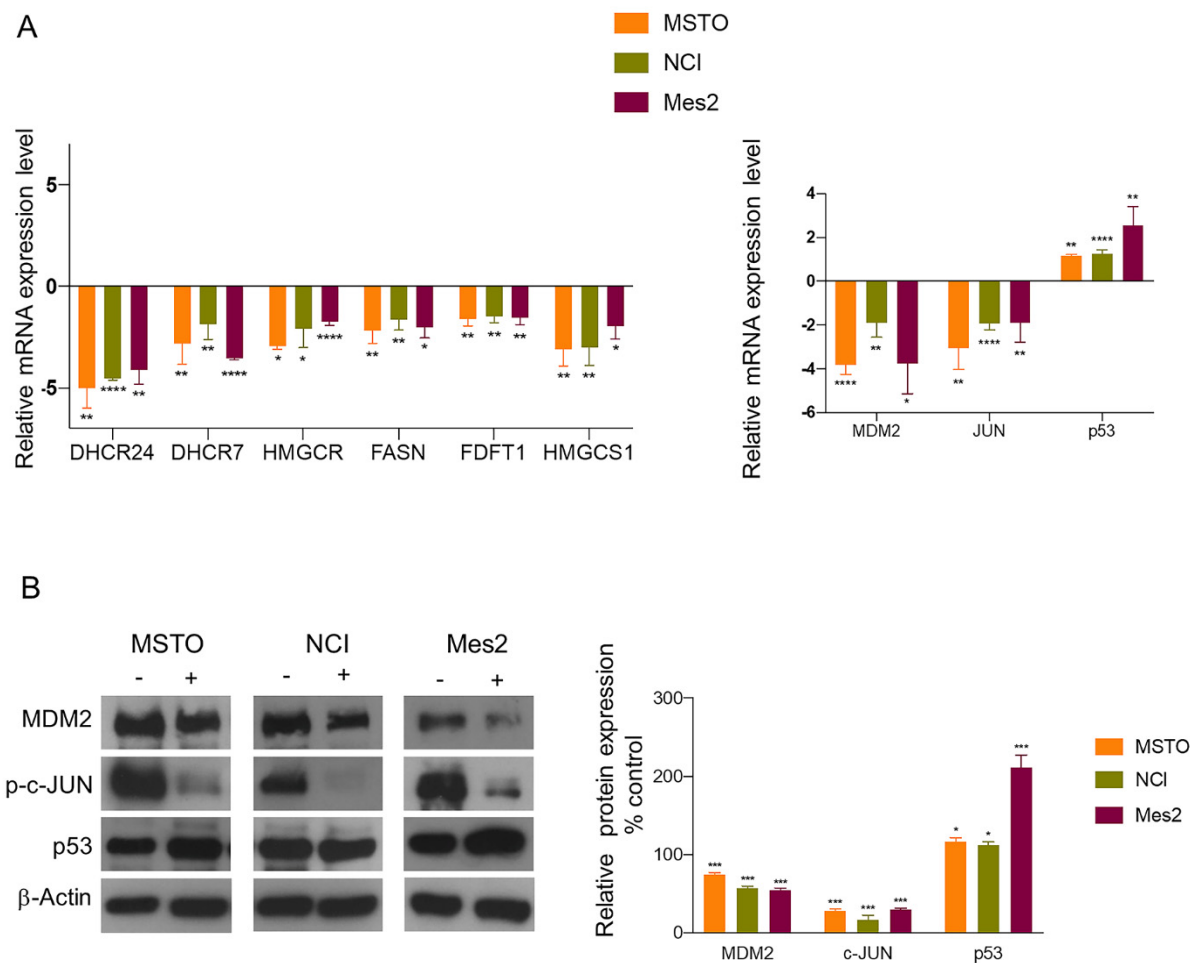 A
MSTO
NCI
Mes2
Relative mRNA expression level
5
0
-5
** **** **
** ** ****
* * ****
** ** *
** ** **
** ** *
DHCR24 DHCR7 HMGCR FASN FDFT1 HMGCS1
Relative mRNA expression level
4
2
0
-2
-4
-6
**** ** *
** **** **
** **** **
MDM2 JUN p53
B
MSTO NCI Mes2
- + - + - +
MDM2
p-c-JUN
p53
β-Actin
Relative protein expression
% control
300
200
100
0
*** *** ***
*** *** ***
* * ***
MDM2 c-JUN p53
MSTO
NCI
Mes2